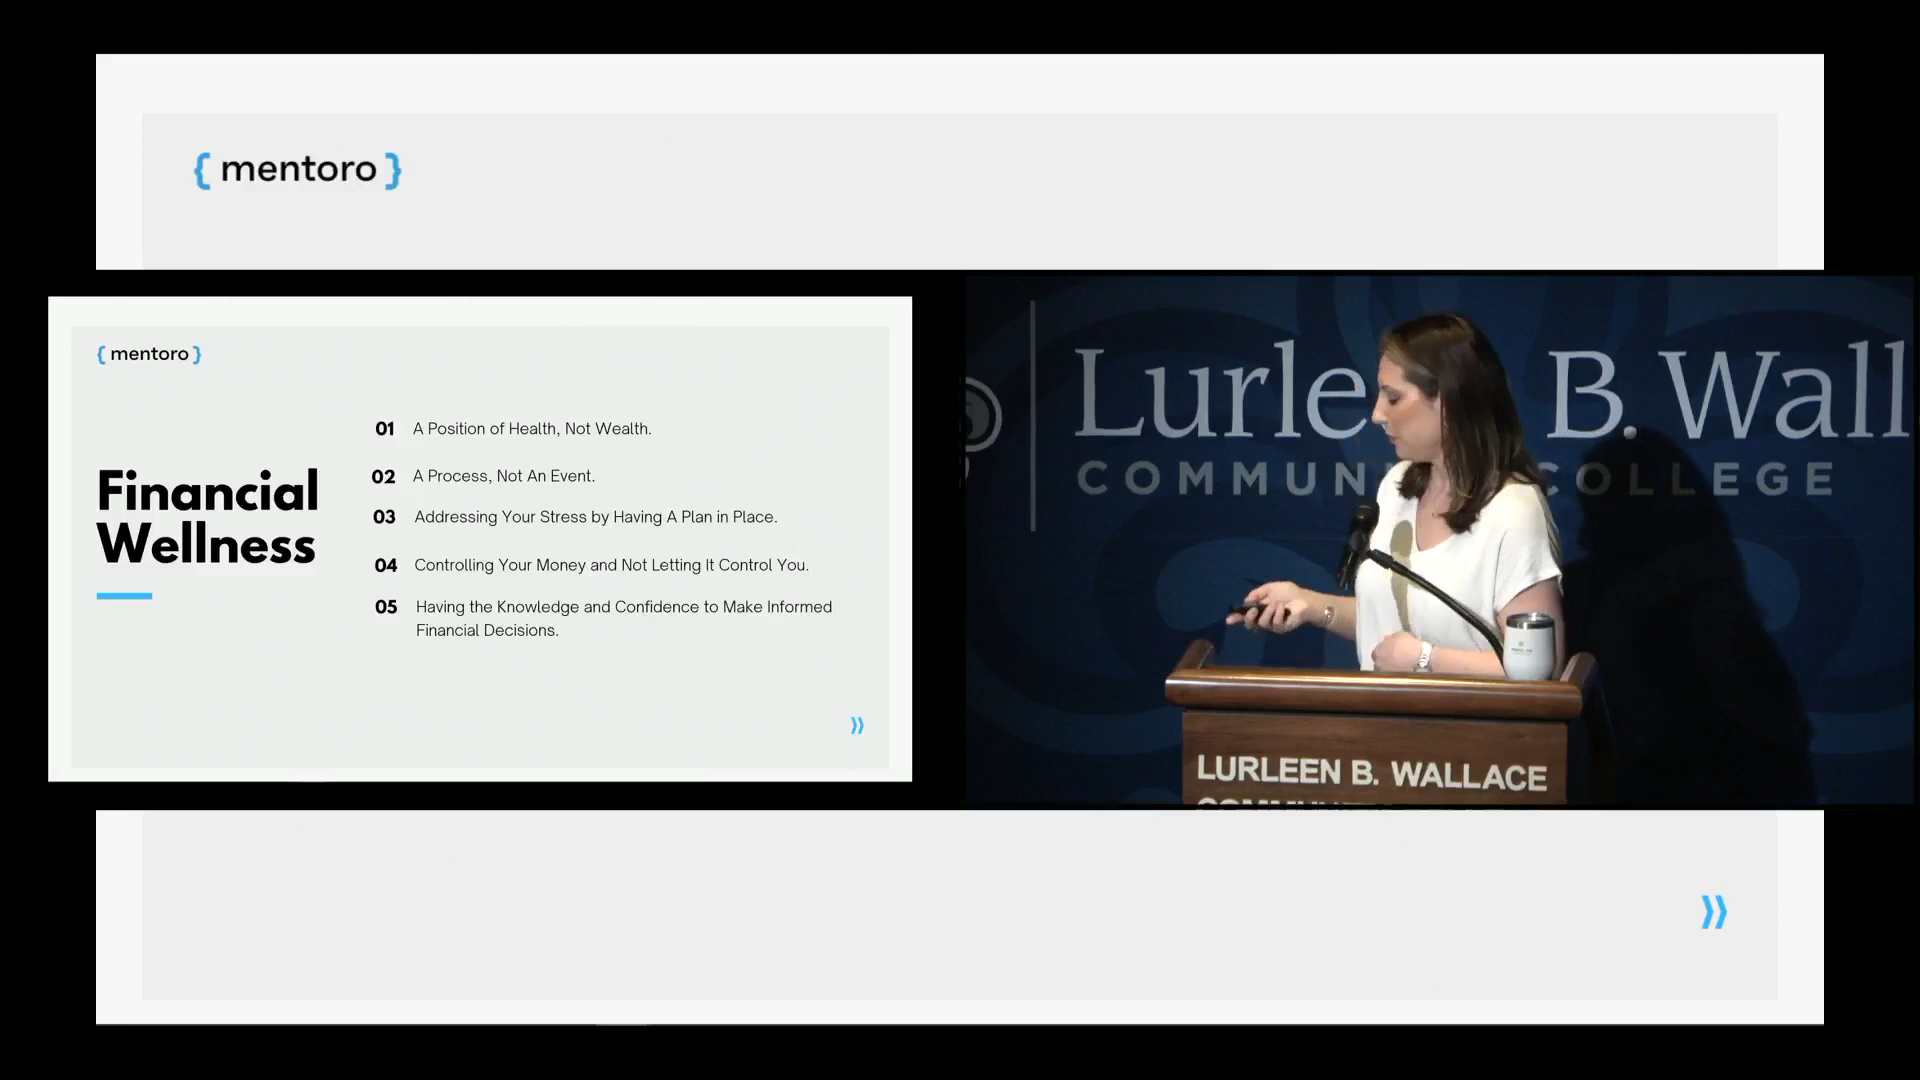 { mentoro }
{ mentoro }
Financial
Wellness
01 A Position of Health, Not Wealth.
02 A Process, Not An Event.
03 Addressing Your Stress by Having A Plan in Place.
04 Controlling Your Money and Not Letting It Control You.
05 Having the Knowledge and Confidence to Make Informed
Financial Decisions.
Lurlee B. Wall
COMMUN COLLEGE
LURLEEN B. WALLACE